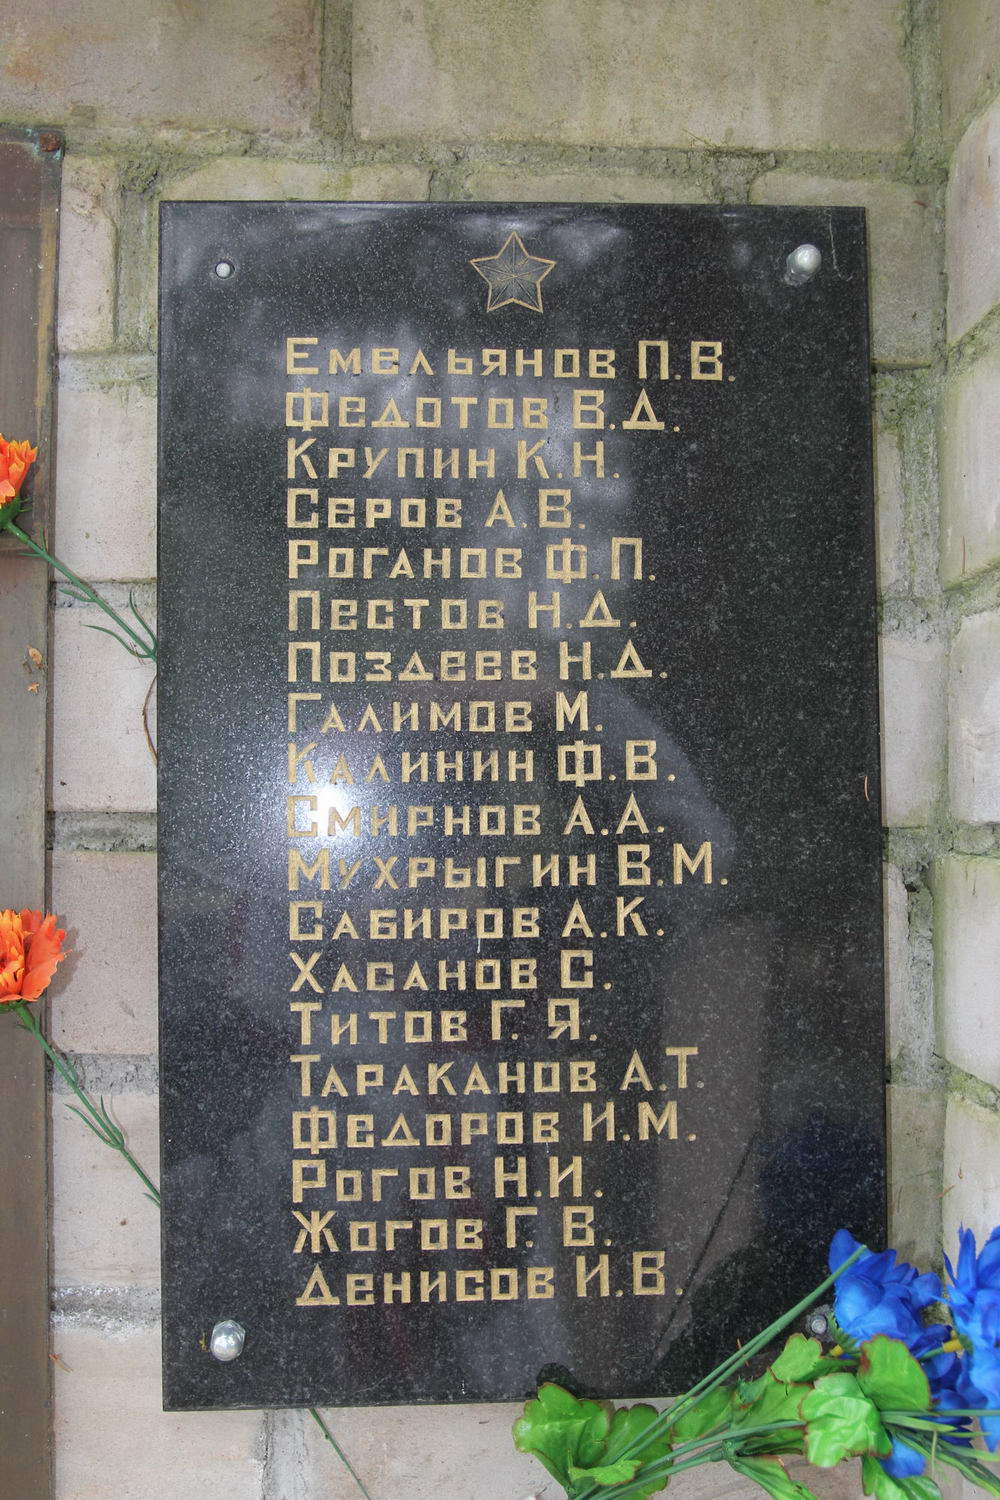 Емельянов П.В.
Федотов В.Д.
Крупин К.Н.
Серов А.В.
Роганов Ф.П.
Пестов Н.Д.
Поздеев Н.Д.
Галимов М.
Калинин Ф.В.
Смирнов А.А.
Мухрыгин В.М.
Сабиров А.К.
Хасанов С.
Титов Г.Я.
Тараканов А.Т.
Федоров И.М.
Рогов Н.И.
Жогов Г.В.
Денисов И.В.